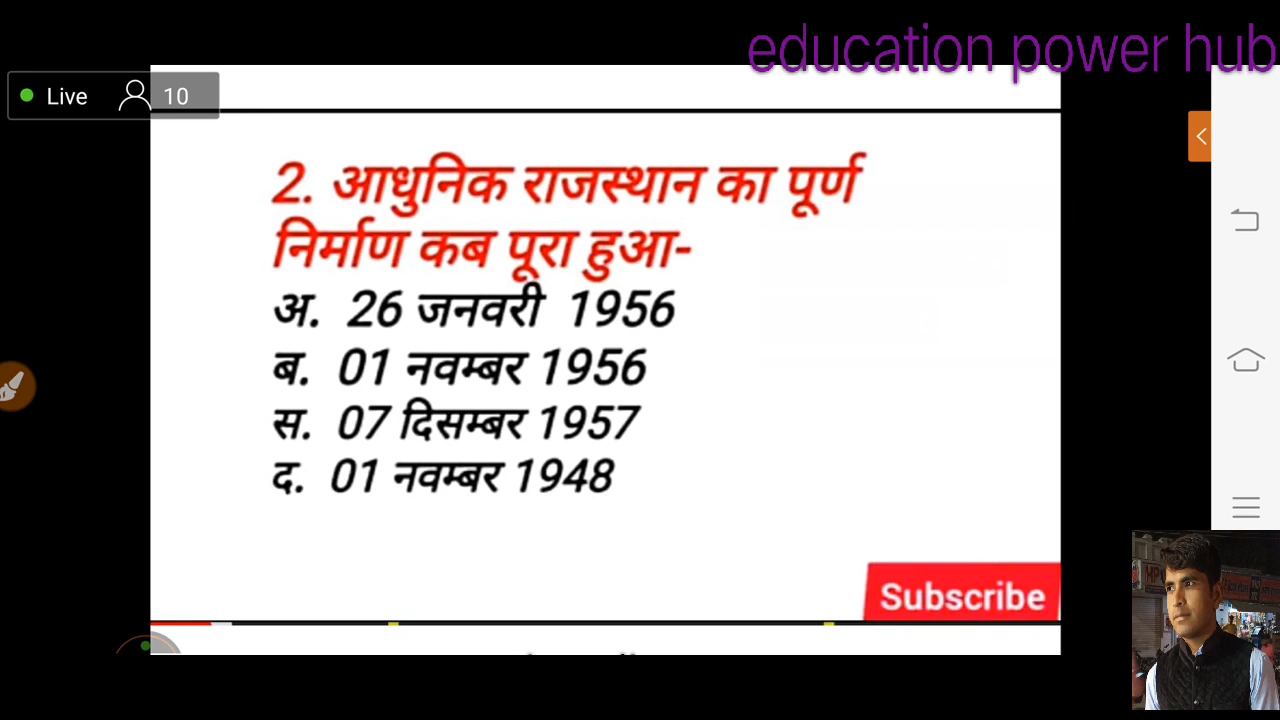 education power hub
Live 10
2. आधुनिक राजस्थान का पूर्ण
निर्माण कब पूरा हुआ-
अ. 26 जनवरी 1956
ब. 01 नवम्बर 1956
स. 07 दिसम्बर 1957
द. 01 नवम्बर 1948
Subscribe